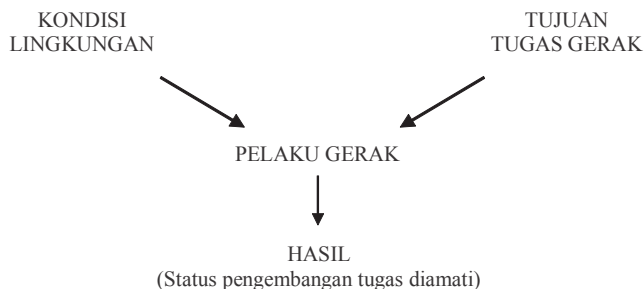 KONDISI
LINGKUNGAN
TUJUAN
TUGAS GERAK
PELAKU GERAK
HASIL
(Status pengembangan tugas diamati)